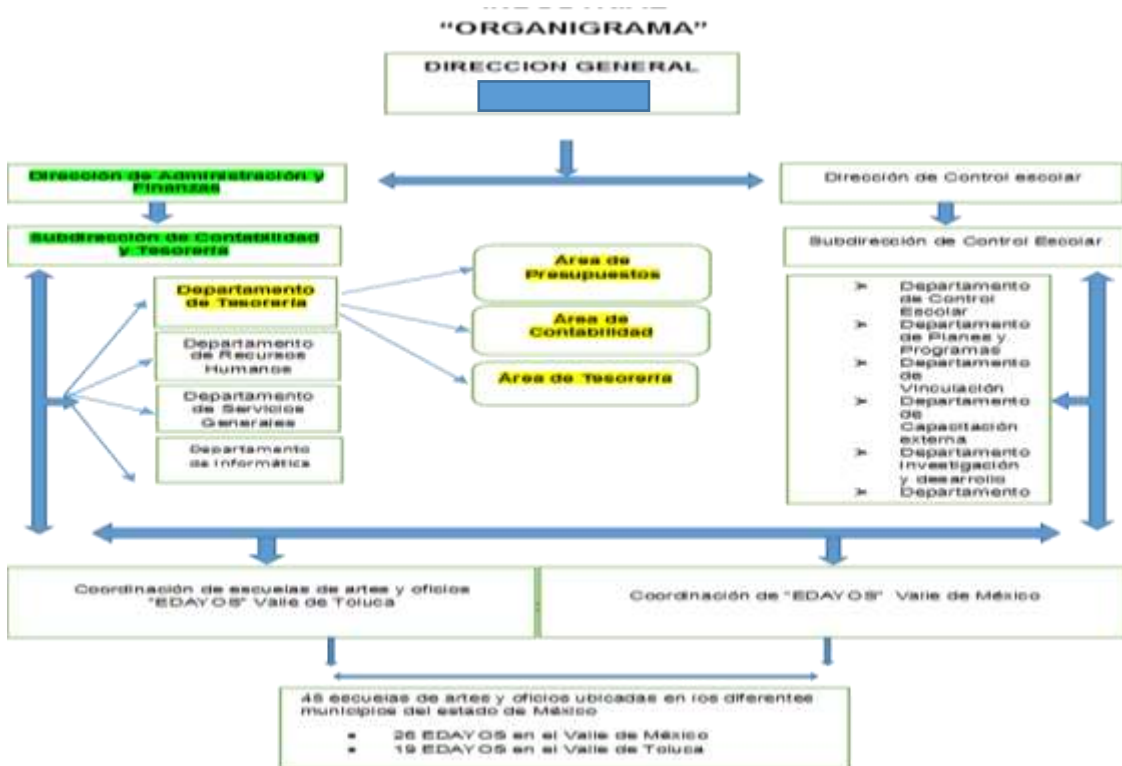 “ORGANIGRAMA”
DIRECCION GENERAL
Dirección de Administración y
Finanzas
Dirección de Control escolar
Subdirección de Contabilidad
y Tesorería
Subdirección de Control Escolar
Departamento
de Tesorería
Departamento
de Recursos
Humanos
Departamento
de Servicios
Generales
Departamento
de Informática
Área de
Presupuestos
Área de
Contabilidad
Área de Tesorería
➤ Departamento
de Control
Escolar
➤ Departamento
de Planes y
Programas
➤ Departamento
de
Vinculación
➤ Departamento
de
Capacitación
externa
➤ Departamento
Investigación
y desarrollo
➤ Departamento
Coordinación de escuelas de artes y oficios
"EDAYOS" Valle de Toluca
Coordinación de "EDAYOS" Valle de México
escuelas de artes y oficios ubicadas en los diferentes
municipios del estado de México
• 26 EDAYOS en el Valle de México
• 19 EDAYOS en el Valle de Toluca